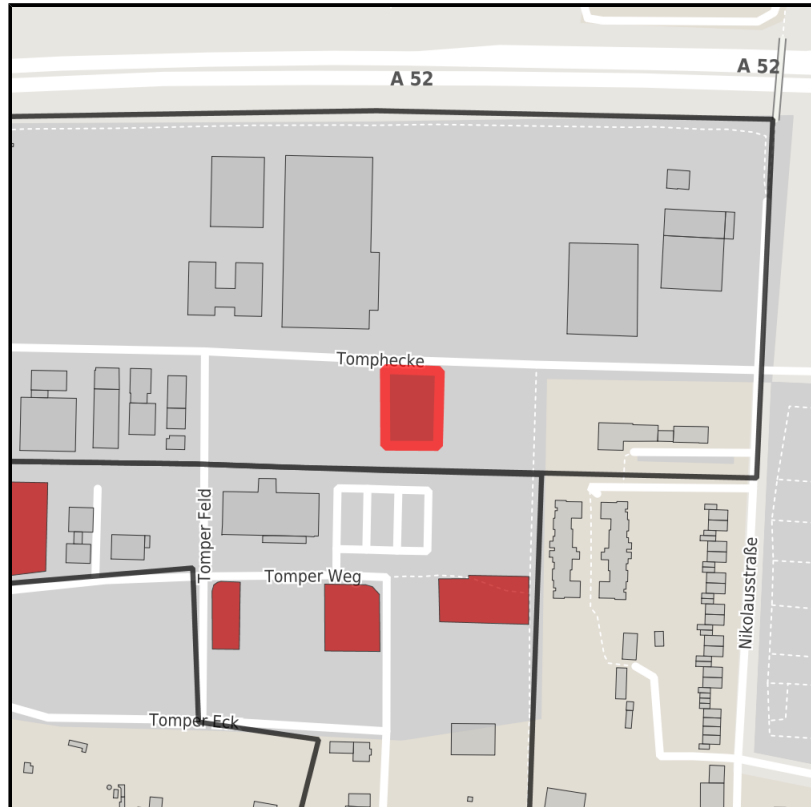 A 52
A 52
Tomphecke
Tomper Feld
Tomper Weg
Nikolausstraße
Tomper Eck